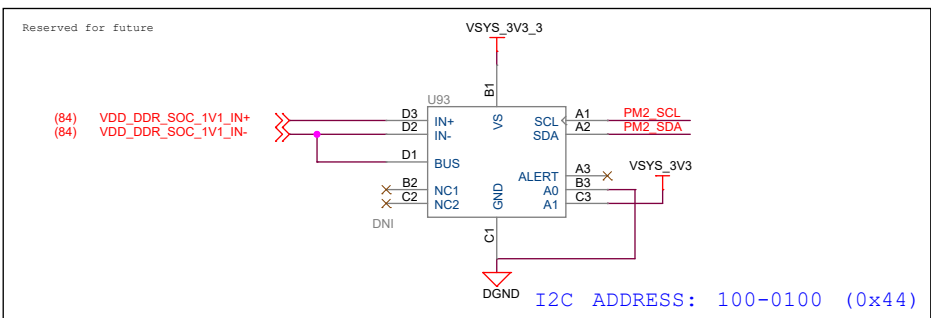 Reserved for future
VSYS_3V3_3
B1
U93
(84) VDD_DDR_SOC_1V1_IN+ D3 IN+ VS SCL A1 PM2_SCL
(84) VDD_DDR_SOC_1V1_IN- D2 IN- SDA A2 PM2_SDA
D1 BUS
VSYS_3V3
ALERT A3
B2 NC1 A0 B3
C2 NC2 GND A1 C3
DNI
C1
DGND
I2C ADDRESS: 100-0100 (0x44)